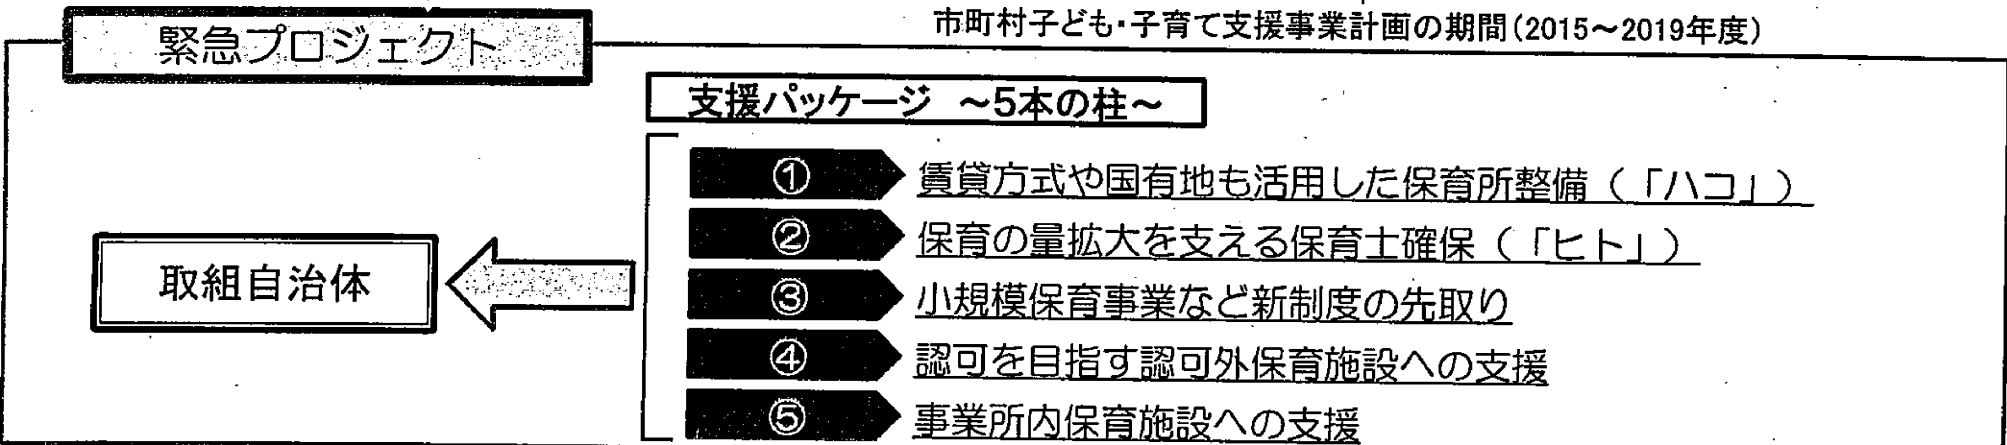 市町村子ども・子育て支援事業計画の期間(2015～2019年度)
緊急プロジェクト
支援パッケージ ～5本の柱～
① 賃貸方式や国有地も活用した保育所整備(「ハコ」)
② 保育の量拡大を支える保育士確保(「ヒト」)
取組自治体
③ 小規模保育事業など新制度の先取り
④ 認可を目指す認可外保育施設への支援
⑤ 事業所内保育施設への支援